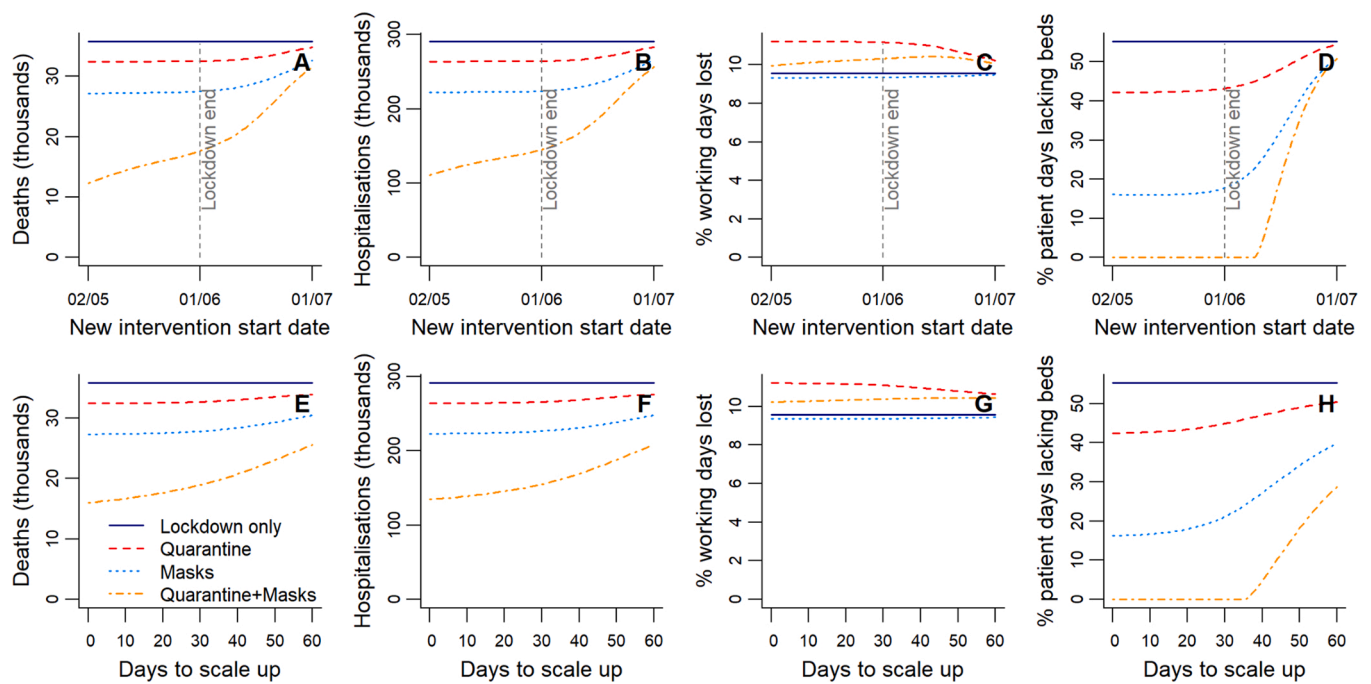 Deaths (thousands)
0
10
20
30
A
Lockdown end
02/05
01/06
01/07
New intervention start date
Hospitalisations (thousands)
0
100
200
300
B
Lockdown end
02/05
01/06
01/07
New intervention start date
% working days lost
0
2
4
6
8
10
C
Lockdown end
02/05
01/06
01/07
New intervention start date
% patient days lacking beds
0
10
20
30
40
50
D
Lockdown end
02/05
01/06
01/07
New intervention start date
Deaths (thousands)
0
10
20
30
E
Lockdown only
Quarantine
Masks
Quarantine+Masks
0 10 20 30 40 50 60
Days to scale up
Hospitalisations (thousands)
0
100
200
300
F
0 10 20 30 40 50 60
Days to scale up
% working days lost
0
2
4
6
8
10
G
0 10 20 30 40 50 60
Days to scale up
% patient days lacking beds
0
10
20
30
40
50
H
0 10 20 30 40 50 60
Days to scale up